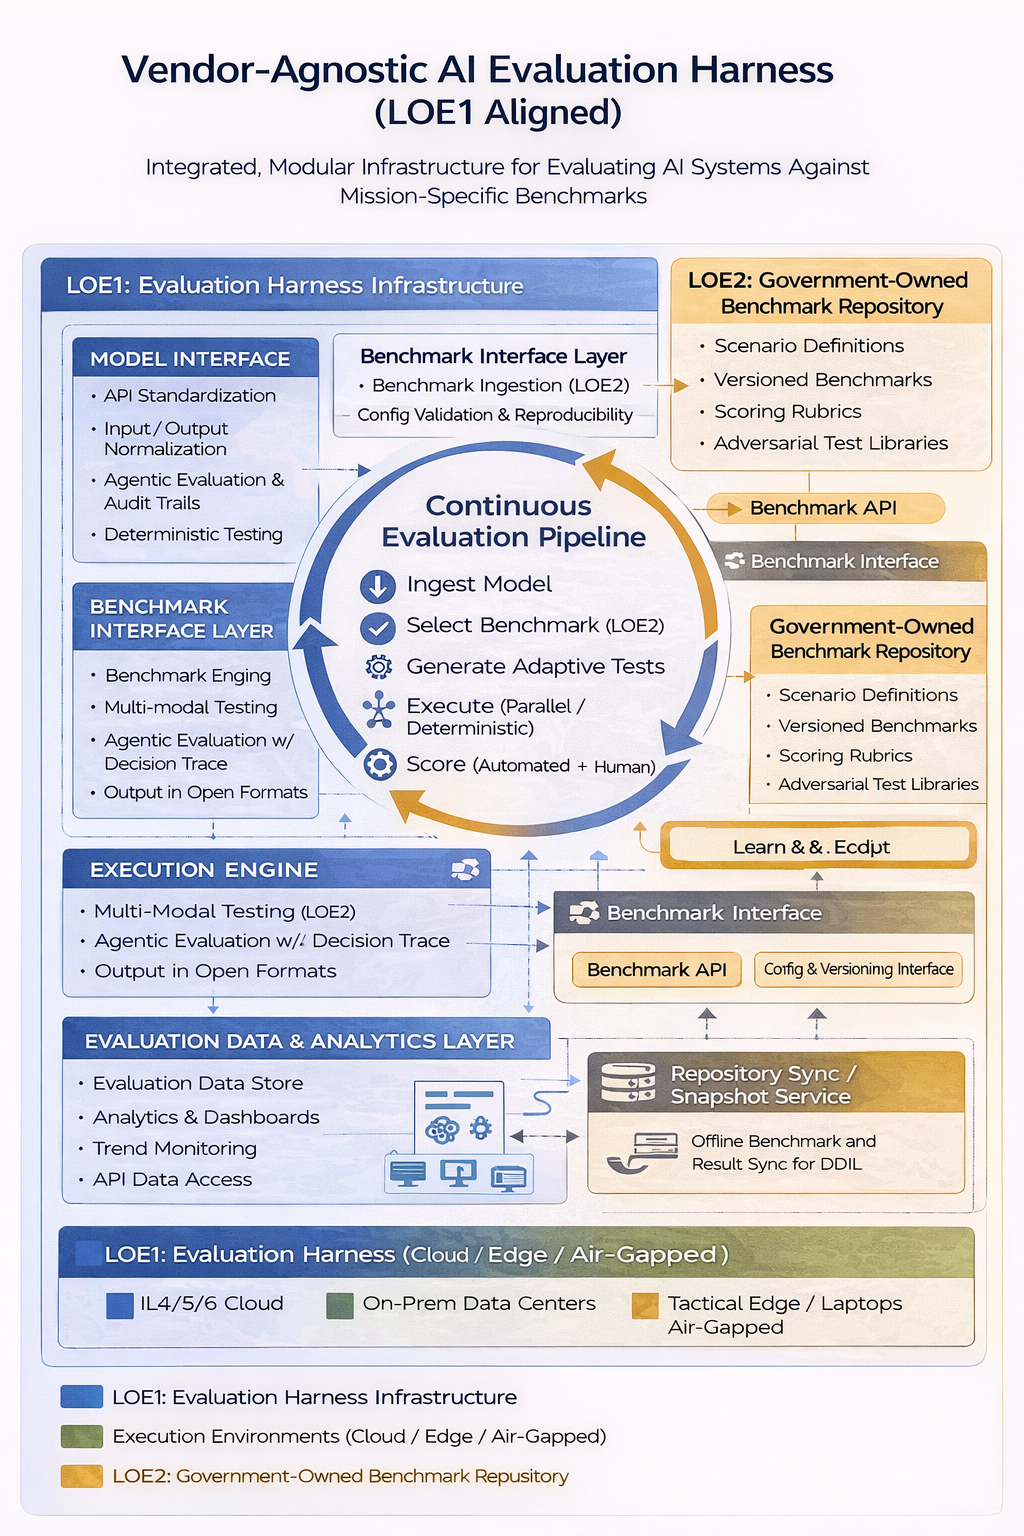 Vendor-Agnostic AI Evaluation Harness
(LOE1 Aligned)
Integrated, Modular Infrastructure for Evaluating AI Systems Against
Mission-Specific Benchmarks
LOE1: Evaluation Harness Infrastructure
MODEL INTERFACE
• API Standardization
• Input / Output
Normalization
• Agentic Evaluation &
Audit Trails
• Deterministic Testing
Benchmark Interface Layer
• Benchmark Ingestion (LOE2)
Config Validation & Reproducibility
LOE2: Government-Owned
Benchmark Repository
• Scenario Definitions
• Versioned Benchmarks
• Scoring Rubrics
• Adversarial Test Libraries
Benchmark API
Benchmark Interface
Continuous
Evaluation Pipeline
Ingest Model
Select Benchmark (LOE2)
Generate Adaptive Tests
Execute (Parallel /
Deterministic)
Score (Automated + Human)
BENCHMARK
INTERFACE LAYER
• Benchmark Enging
• Multi-modal Testing
• Agentic Evaluation w/
Decision Trace
• Output in Open Formats
Government-Owned
Benchmark Repository
• Scenario Definitions
• Versioned Benchmarks
• Scoring Rubrics
• Adversarial Test Libraries
Learn & &.
EXECUTION ENGINE
• Multi-Modal Testing (LOE2)
• Agentic Evaluation w/ Decision Trace
• Output in Open Formats
Benchmark Interface
Benchmark API
Config & Versioning Interface
EVALUATION DATA & ANALYTICS LAYER
• Evaluation Data Store
• Analytics & Dashboards
• Trend Monitoring
• API Data Access
Repository Sync /
Snapshot Service
Offline Benchmark and
Result Sync for DDIL
LOE1: Evaluation Harness (Cloud / Edge / Air-Gapped)
IL4/5/6 Cloud
On-Prem Data Centers
Tactical Edge / Laptops
Air-Gapped
LOE1: Evaluation Harness Infrastructure
Execution Environments (Cloud / Edge / Air-Gapped)
LOE2: Government-Owned Benchmark Repusitory